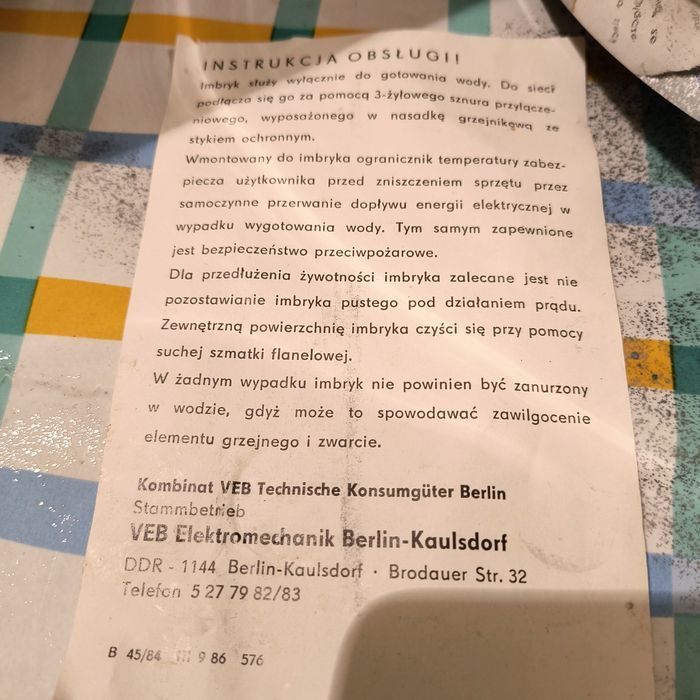 INSTRUKCJA OBSŁUGI!
Imbryk służy wyłącznie do gotowania wody. Do sieci
podłącza się go za pomocą 3-żyłowego sznura przyłącze-
niowego, wyposażonego w nasadkę grzejnikową ze
stykiem ochronnym.
Wmontowany do imbryka ogranicznik temperatury zabez-
piecza użytkownika przed zniszczeniem sprzętu przez
samoczynne przerwanie dopływu energii elektrycznej w
wypadku wygotowania wody. Tym samym zapewnione
jest bezpieczeństwo przeciwpożarowe.
Dla przedłużenia żywotności imbryka zalecane jest nie
pozostawianie imbryka pustego pod działaniem prądu.
Zewnętrzną powierzchnię imbryka czyści się przy pomocy
suchej szmatki flanelowej.
W żadnym wypadku imbryk nie powinien być zanurzony
w wodzie, gdyż może to spowodawać zawilgocenie
elementu grzejnego i zwarcie.
Kombinat VEB Technische Konsumgüter Berlin
Stammbetrieb
VEB Elektromechanik Berlin-Kaulsdorf
DDR - 1144 Berlin-Kaulsdorf · Brodauer Str. 32
Telefon 5 27 79 82/83
B 45/84 9 86 576